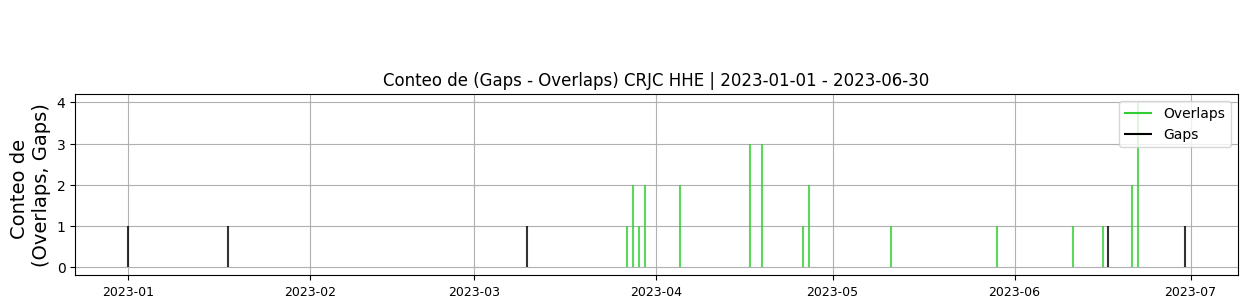 Conteo de (Gaps - Overlaps) CRJC HHE | 2023-01-01 - 2023-06-30
Conteo de
(Overlaps, Gaps)
4
3
2
1
0
Overlaps
Gaps
2023-01
2023-02
2023-03
2023-04
2023-05
2023-06
2023-07